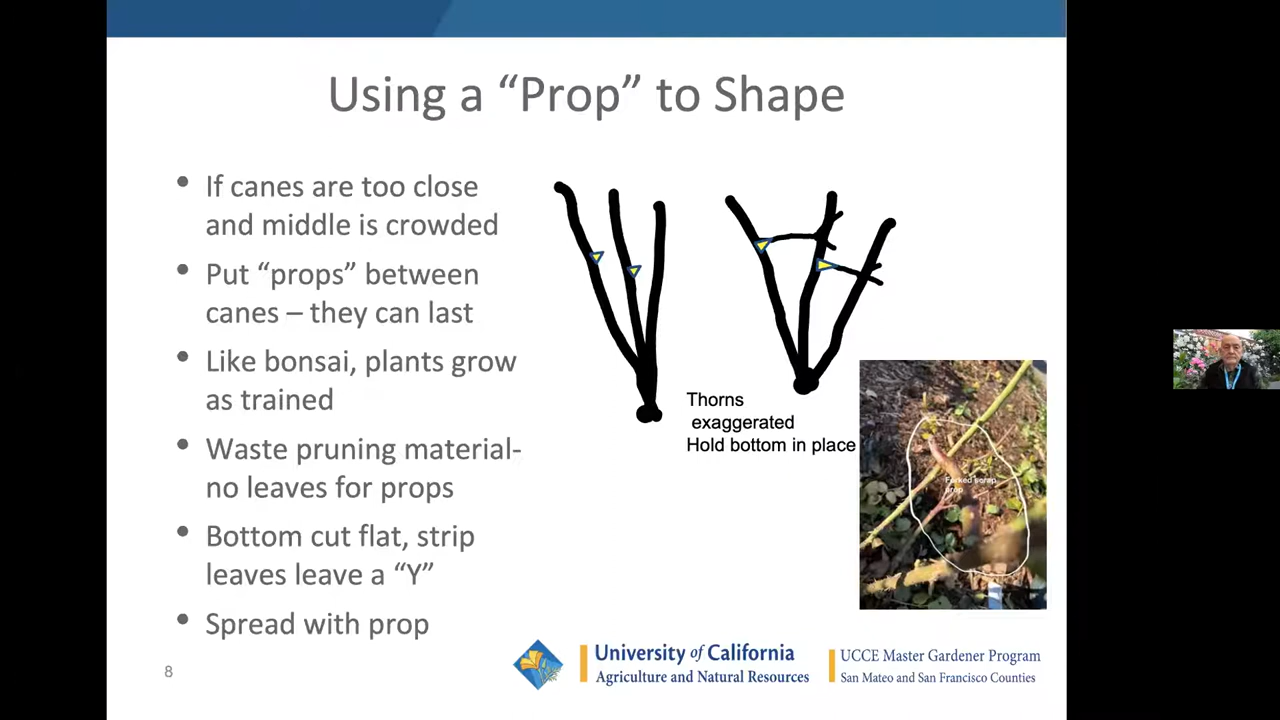 Using a “Prop” to Shape
• If canes are too close
and middle is crowded
• Put “props” between
canes – they can last
• Like bonsai, plants grow
as trained
• Waste pruning material-
no leaves for props
• Bottom cut flat, strip
leaves leave a “Y”
• Spread with prop
Thorns
exaggerated
Hold bottom in place
Forked scrap
prop
8
University of California
Agriculture and Natural Resources
UCCE Master Gardener Program
San Mateo and San Francisco Counties